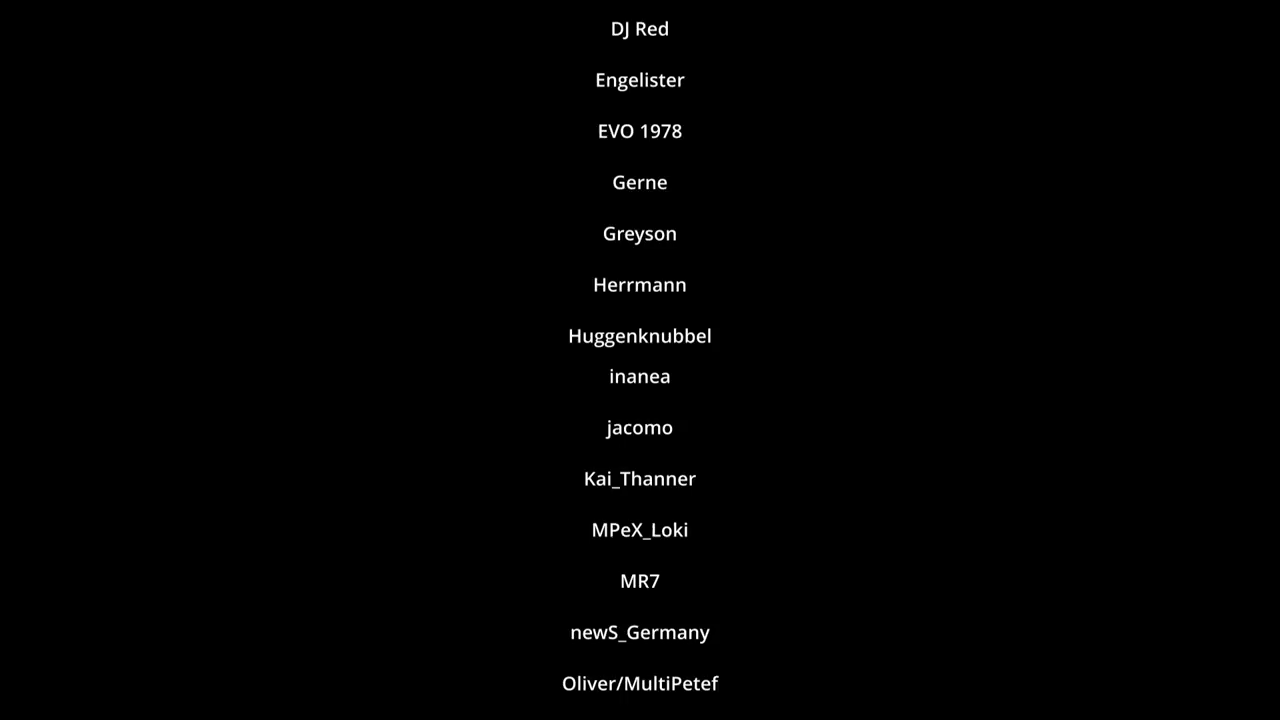 DJ Red
Engelister
EVO 1978
Gerne
Greyson
Herrmann
Huggenknubbel
inanea
jacomo
Kai_Thanner
MPeX_Loki
MR7
newS_Germany
Oliver/MultiPetef